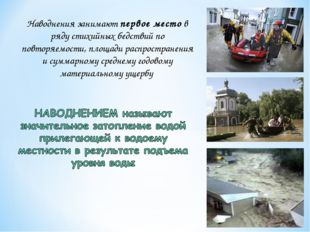 Наводнения занимают первое место в
ряду стихийных бедствий по
повторяемости, площади распространения
и суммарному среднему годовому
материальному ущербу
НАВОДНЕНИЕМ называют
значительное затопление водой
прилегающей к водоему
местности в результате подъема
уровня воды